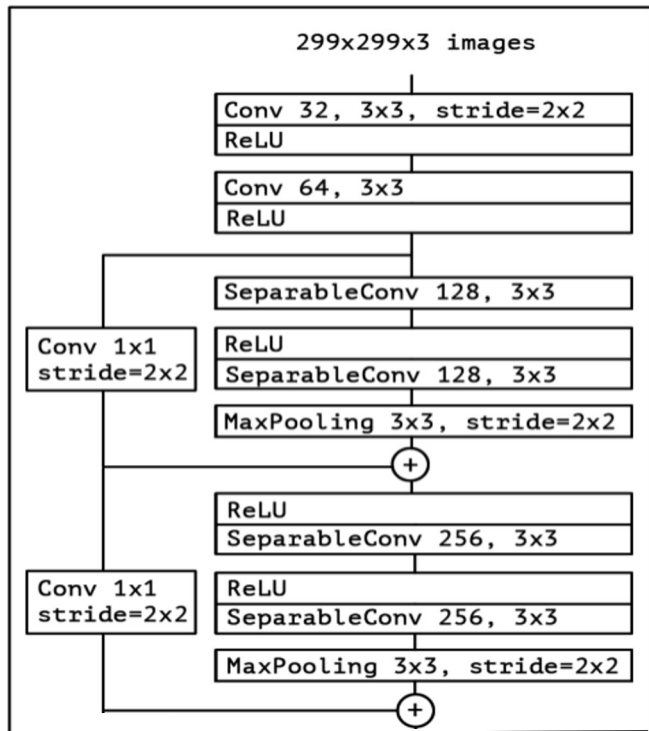 299x299x3 images
Conv 32, 3x3, stride=2x2
ReLU
Conv 64, 3x3
ReLU
SeparableConv 128, 3x3
Conv 1x1
stride=2x2
ReLU
SeparableConv 128, 3x3
MaxPooling 3x3, stride=2x2
+
ReLU
SeparableConv 256, 3x3
Conv 1x1
stride=2x2
ReLU
SeparableConv 256, 3x3
MaxPooling 3x3, stride=2x2
+